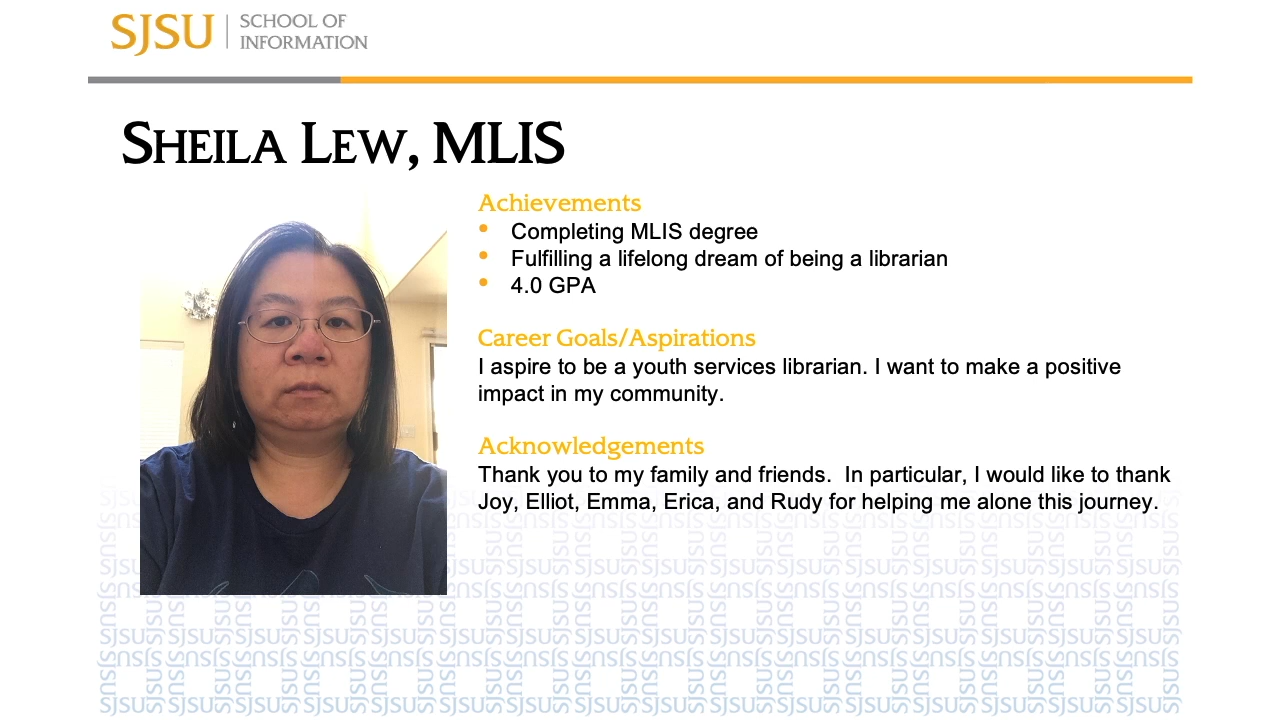 SJSU SCHOOL OF
INFORMATION
SHEILA LEW, MLIS
Achievements
• Completing MLIS degree
• Fulfilling a lifelong dream of being a librarian
• 4.0 GPA
Career Goals/Aspirations
I aspire to be a youth services librarian. I want to make a positive
impact in my community.
Acknowledgements
Thank you to my family and friends.  In particular, I would like to thank
Joy, Elliot, Emma, Erica, and Rudy for helping me alone this journey.